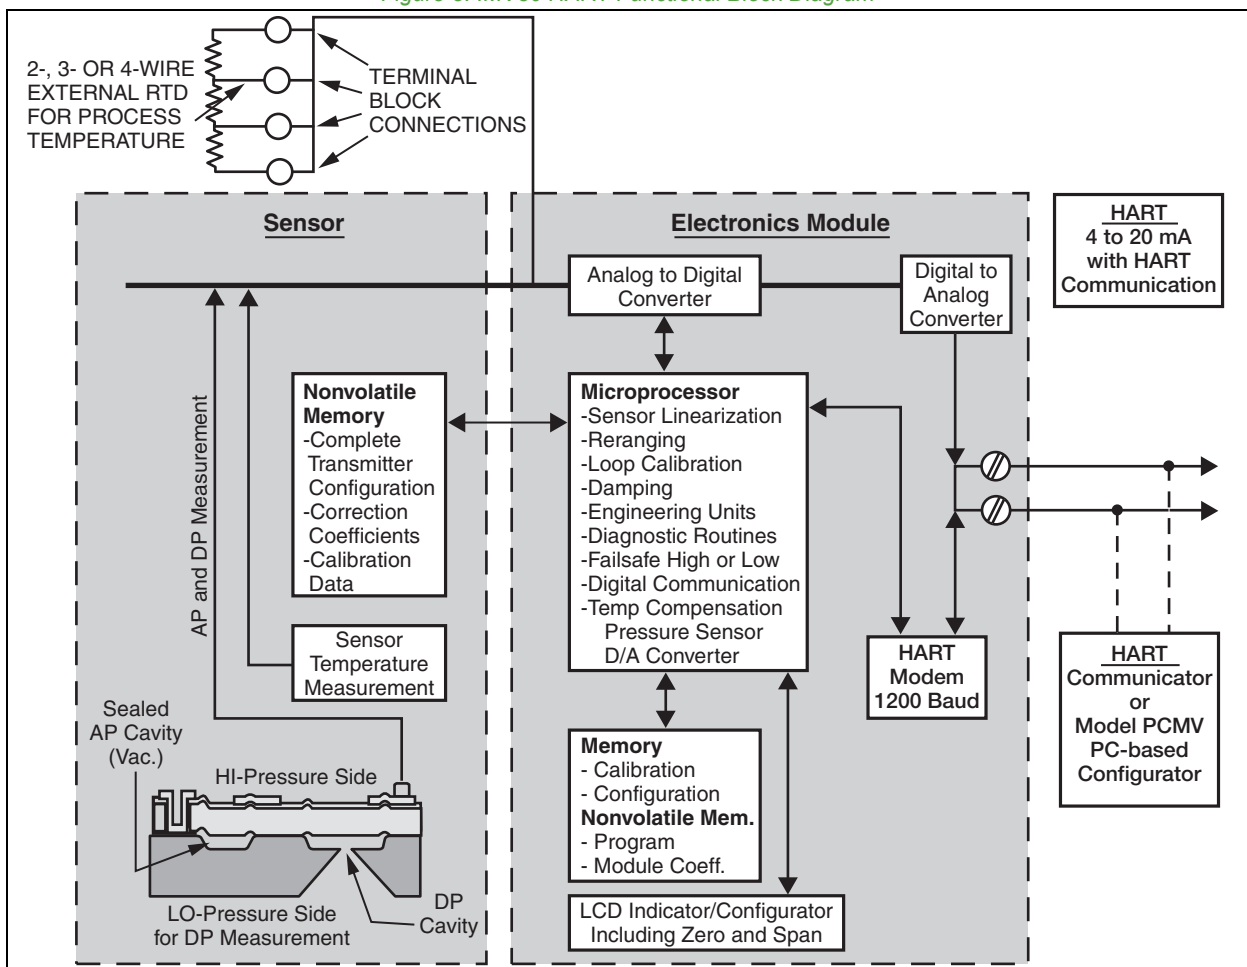 2-, 3- OR 4-WIRE
EXTERNAL RTD
FOR PROCESS
TEMPERATURE
TERMINAL
BLOCK
CONNECTIONS
Sensor
Electronics Module
HART
4 to 20 mA
with HART
Communication
Analog to Digital
Converter
Digital to
Analog
Converter
AP and DP Measurement
Nonvolatile
Memory
-Complete
Transmitter
Configuration
-Correction
Coefficients
-Calibration
Data
Microprocessor
-Sensor Linearization
-Reranging
-Loop Calibration
-Damping
-Engineering Units
-Diagnostic Routines
-Failsafe High or Low
-Digital Communication
-Temp Compensation
Pressure Sensor
D/A Converter
Sensor
Temperature
Measurement
HART
Modem
1200 Baud
HART
Communicator
or
Model PCMV
PC-based
Configurator
Sealed
AP Cavity
(Vac.)
HI-Pressure Side
Memory
- Calibration
- Configuration
Nonvolatile Mem.
- Program
- Module Coeff.
LO-Pressure Side
for DP Measurement
DP
Cavity
LCD Indicator/Configurator
Including Zero and Span